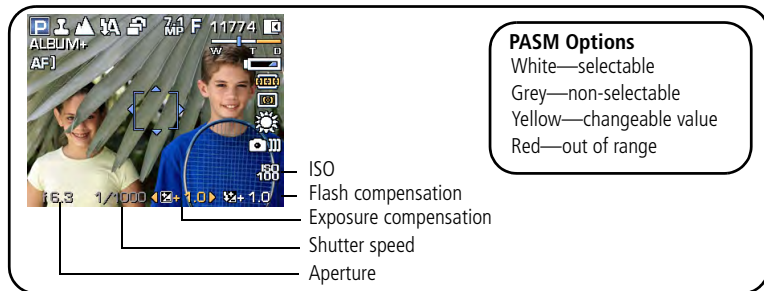 P 7.1 MP F 11774
ALBUM+
W T D
AF
ISO 100
f 6.3 1/1000 + 1.0 + 1.0
PASM Options
White—selectable
Grey—non-selectable
Yellow—changeable value
Red—out of range
ISO
Flash compensation
Exposure compensation
Shutter speed
Aperture